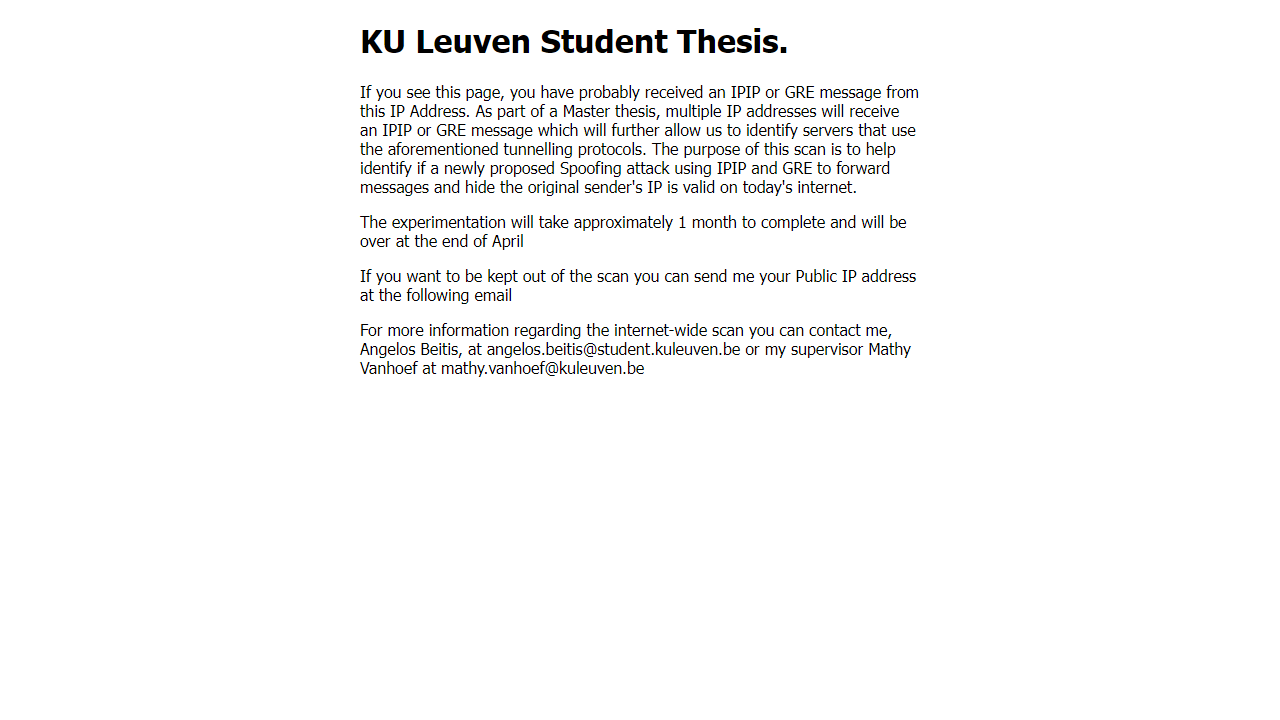 KU Leuven Student Thesis.
If you see this page, you have probably received an IPIP or GRE message from
this IP Address. As part of a Master thesis, multiple IP addresses will receive
an IPIP or GRE message which will further allow us to identify servers that use
the aforementioned tunnelling protocols. The purpose of this scan is to help
identify if a newly proposed Spoofing attack using IPIP and GRE to forward
messages and hide the original sender's IP is valid on today's internet.
The experimentation will take approximately 1 month to complete and will be
over at the end of April
If you want to be kept out of the scan you can send me your Public IP address
at the following email
For more information regarding the internet-wide scan you can contact me,
Angelos Beitis, at angelos.beitis@student.kuleuven.be or my supervisor Mathy
Vanhoef at mathy.vanhoef@kuleuven.be